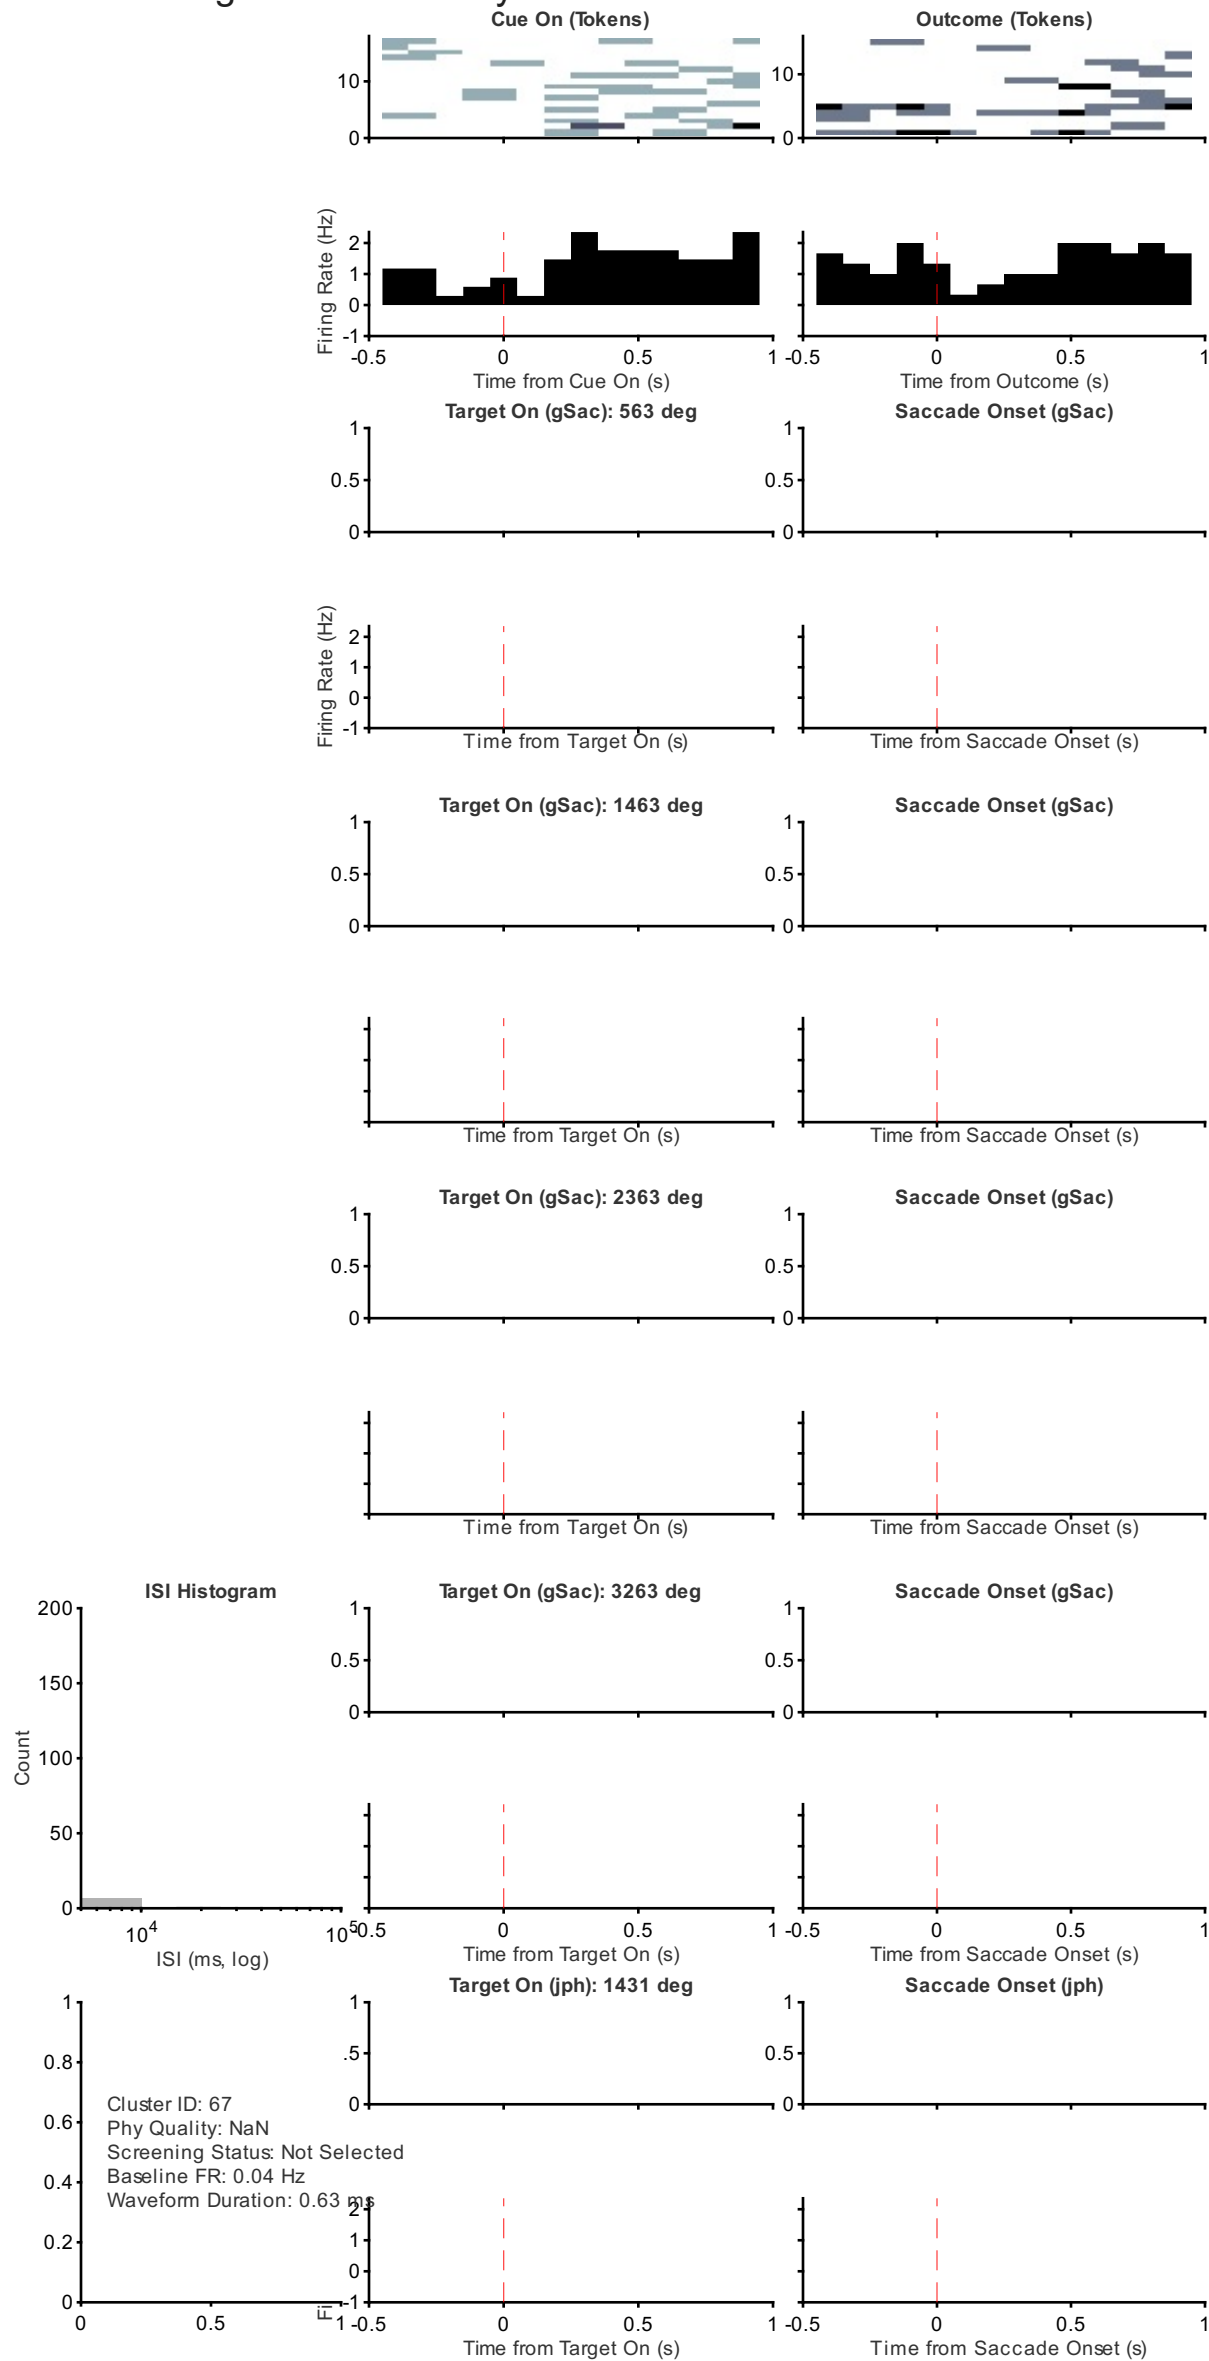 Cue On (Tokens)
Outcome (Tokens)
10
0
10
0
Firing Rate (Hz)
2
1
0
-1
-0.5 0 0.5 1
-0.5 0 0.5 1
Time from Cue On (s)
Time from Outcome (s)
Target On (gSac): 563 deg
Saccade Onset (gSac)
1
0.5
0
1
0.5
0
Firing Rate (Hz)
2
1
0
-1
Time from Target On (s)
Time from Saccade Onset (s)
Target On (gSac): 1463 deg
Saccade Onset (gSac)
1
0.5
0
1
0.5
0
Time from Target On (s)
Time from Saccade Onset (s)
Target On (gSac): 2363 deg
Saccade Onset (gSac)
1
0.5
0
1
0.5
0
Time from Target On (s)
Time from Saccade Onset (s)
ISI Histogram
200
150
100
50
0
Count
10^4 10^5
ISI (ms, log)
Target On (gSac): 3263 deg
Saccade Onset (gSac)
1
0.5
0
1
0.5
0
-0.5 0 0.5 1
-0.5 0 0.5 1
Time from Target On (s)
Time from Saccade Onset (s)
1
0.8
0.6
0.4
0.2
0
0 0.5 1
Cluster ID: 67
Phy Quality: NaN
Screening Status: Not Selected
Baseline FR: 0.04 Hz
Waveform Duration: 0.63 ms
Target On (jph): 1431 deg
Saccade Onset (jph)
1
.5
0
1
0.5
0
Fi
2
1
0
-1
-0.5 0 0.5 1
-0.5 0 0.5 1
Time from Target On (s)
Time from Saccade Onset (s)